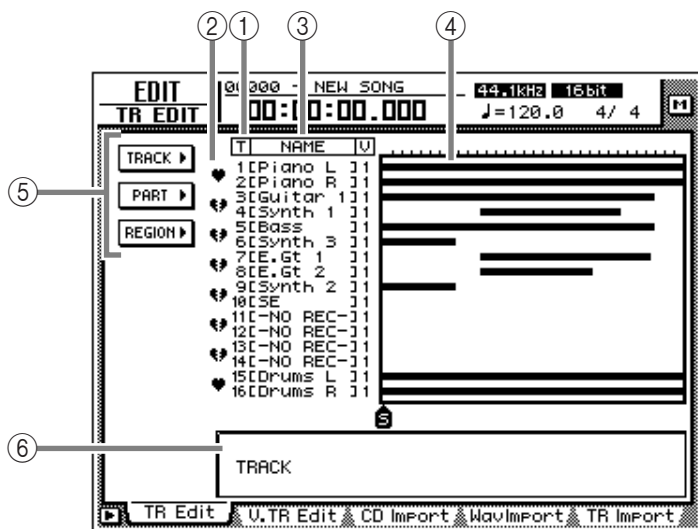 ② ① ③ ④
EDIT
TR EDIT
00000 - NEW SONG
00:00:00.000
44.1kHz 16bit
♩=120.0 4/ 4
M
⑤
TRACK
PART
REGION
T NAME V
1[Piano L ]1
2[Piano R ]1
3[Guitar 1]1
4[Synth 1 ]1
5[Bass ]1
6[Synth 3 ]1
7[E.Gt 1 ]1
8[E.Gt 2 ]1
9[Synth 2 ]1
10[SE ]1
11[-NO REC-]1
12[-NO REC-]1
13[-NO REC-]1
14[-NO REC-]1
15[Drums L ]1
16[Drums R ]1
S
⑥
TRACK
TR Edit V.TR Edit CD Import WavImport TR Import